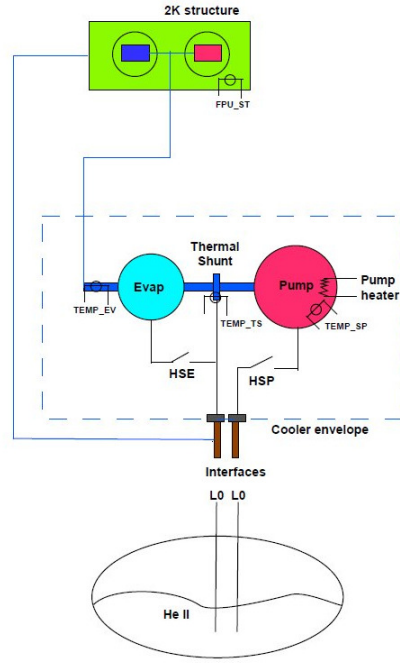 2K structure
FPU_ST
Thermal
Shunt
Evap
Pump
Pump
heater
TEMP_EV
TEMP_TS
TEMP_SP
HSE
HSP
Cooler envelope
Interfaces
L0 L0
He II